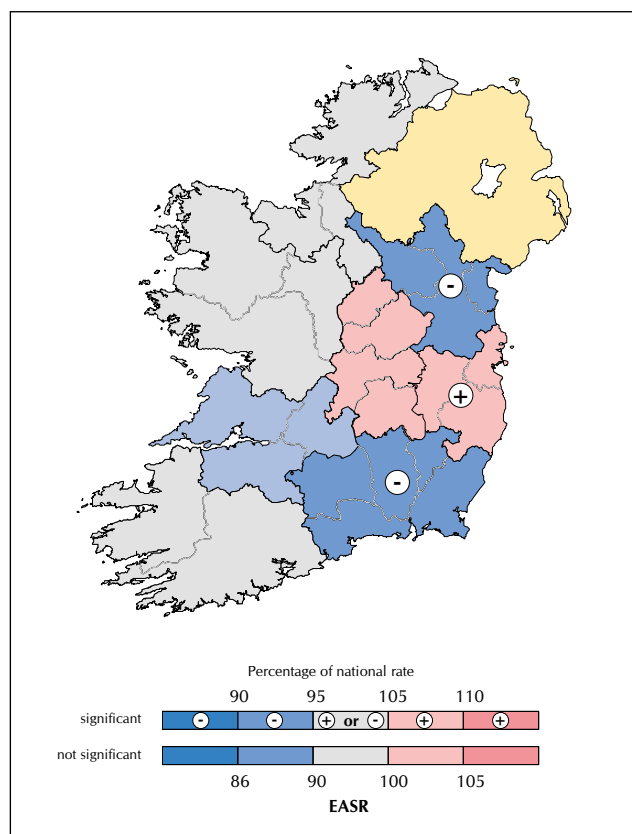 -
+
-
Percentage of national rate
90 95 105 110
significant - - + or - + +
not significant
86 90 100 105
EASR